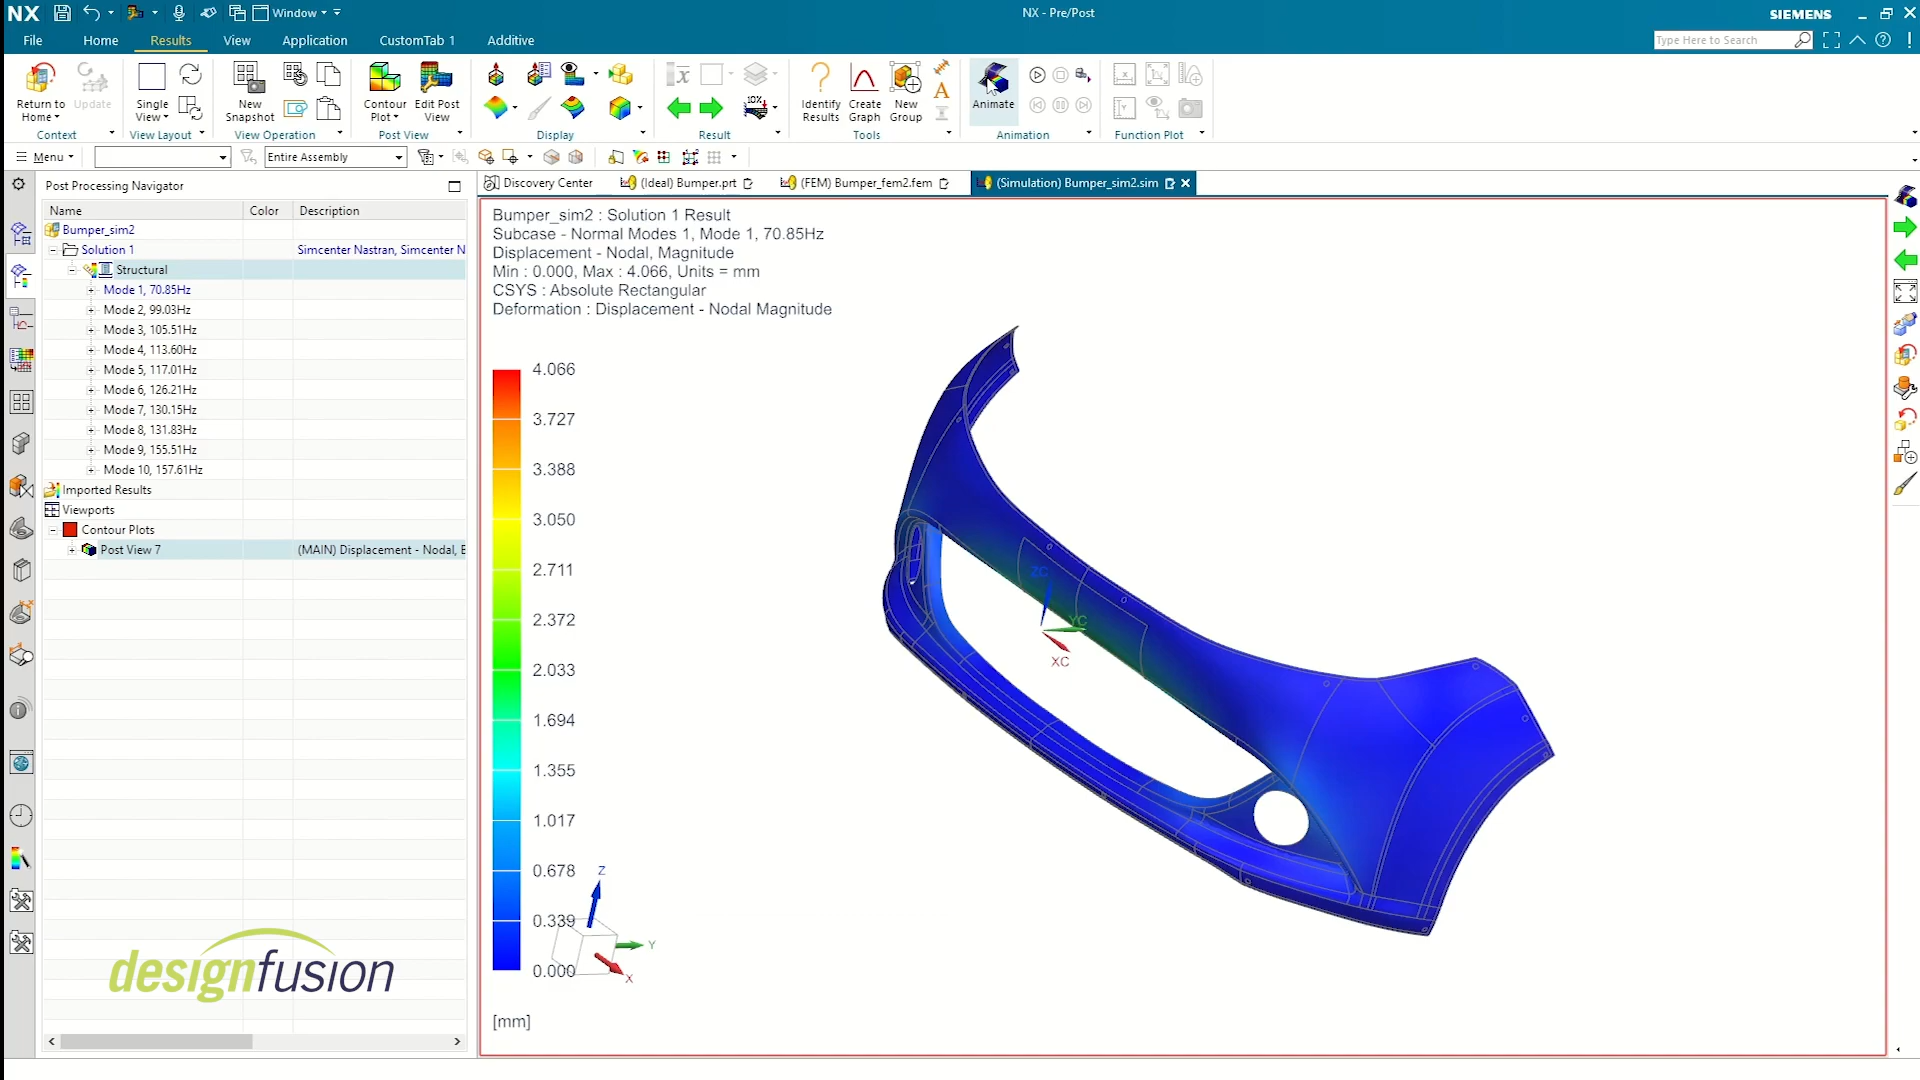 NX
Window
NX - Pre/Post
SIEMENS
File
Home
Results
View
Application
CustomTab 1
Additive
Type Here to Search
Return to Home
Update
Context
Single View
View Layout
New Snapshot
View Operation
Contour Plot
Edit Post View
Post View
Display
10%
Result
Identify Results
Create Graph
New Group
A
Tools
Animate
Animation
Function Plot
Menu
Entire Assembly
Post Processing Navigator
Discovery Center
(Ideal) Bumper.prt
(FEM) Bumper_fem2.fem
(Simulation) Bumper_sim2.sim
Name
Color
Description
Bumper_sim2
Solution 1
Simcenter Nastran, Simcenter N
Structural
Mode 1, 70.85Hz
Mode 2, 99.03Hz
Mode 3, 105.51Hz
Mode 4, 113.60Hz
Mode 5, 117.01Hz
Mode 6, 126.21Hz
Mode 7, 130.15Hz
Mode 8, 131.83Hz
Mode 9, 155.51Hz
Mode 10, 157.61Hz
Imported Results
Viewports
Contour Plots
Post View 7
(MAIN) Displacement - Nodal, E
Bumper_sim2 : Solution 1 Result
Subcase - Normal Modes 1, Mode 1, 70.85Hz
Displacement - Nodal, Magnitude
Min : 0.000, Max : 4.066, Units = mm
CSYS : Absolute Rectangular
Deformation : Displacement - Nodal Magnitude
4.066
3.727
3.388
3.050
2.711
2.372
2.033
1.694
1.355
1.017
0.678
0.339
0.000
[mm]
ZC
YC
XC
Z
Y
X
designfusion